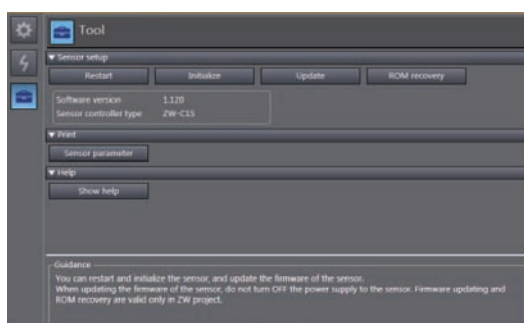 Tool
▼ Sensor setup
Restart Initialize Update ROM recovery
Software version 1.120
Sensor controller type ZW-C15
▼ Print
Sensor parameter
▼ Help
Show help
Guidance
You can restart and initialize the sensor, and update the firmware of the sensor.
When updating the firmware of the sensor, do not turn OFF the power supply to the sensor. Firmware updating and
ROM recovery are valid only in ZW project.